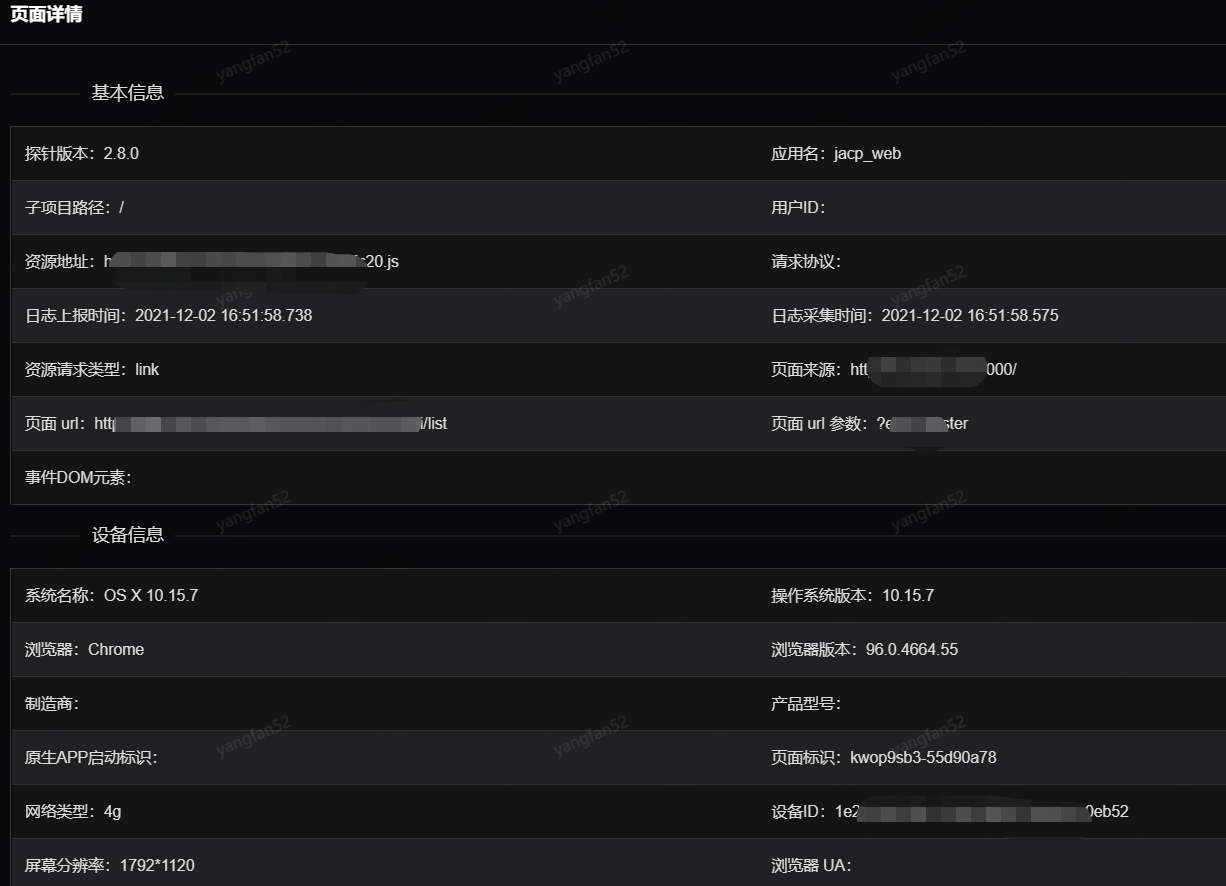 页面详情
yangfan52 yangfan52 yangfan52
基本信息
探针版本：2.8.0 应用名：jacp_web
子项目路径：/ 用户ID：
资源地址：h 20.js 请求协议：
yangfan52 yangfan52
日志上报时间：2021-12-02 16:51:58.738 日志采集时间：2021-12-02 16:51:58.575
资源请求类型：link 页面来源：htt 000/
页面 url：http i/list 页面 url 参数：?e ster
事件DOM元素：
yangfan52 yangfan52 yangfan52
设备信息
系统名称：OS X 10.15.7 操作系统版本：10.15.7
浏览器：Chrome 浏览器版本：96.0.4664.55
制造商： 产品型号：
yangfan52 yangfan52 yangfan52
原生APP启动标识： 页面标识：kwop9sb3-55d90a78
网络类型：4g 设备ID：1e2 0eb52
屏幕分辨率：1792*1120 浏览器 UA：